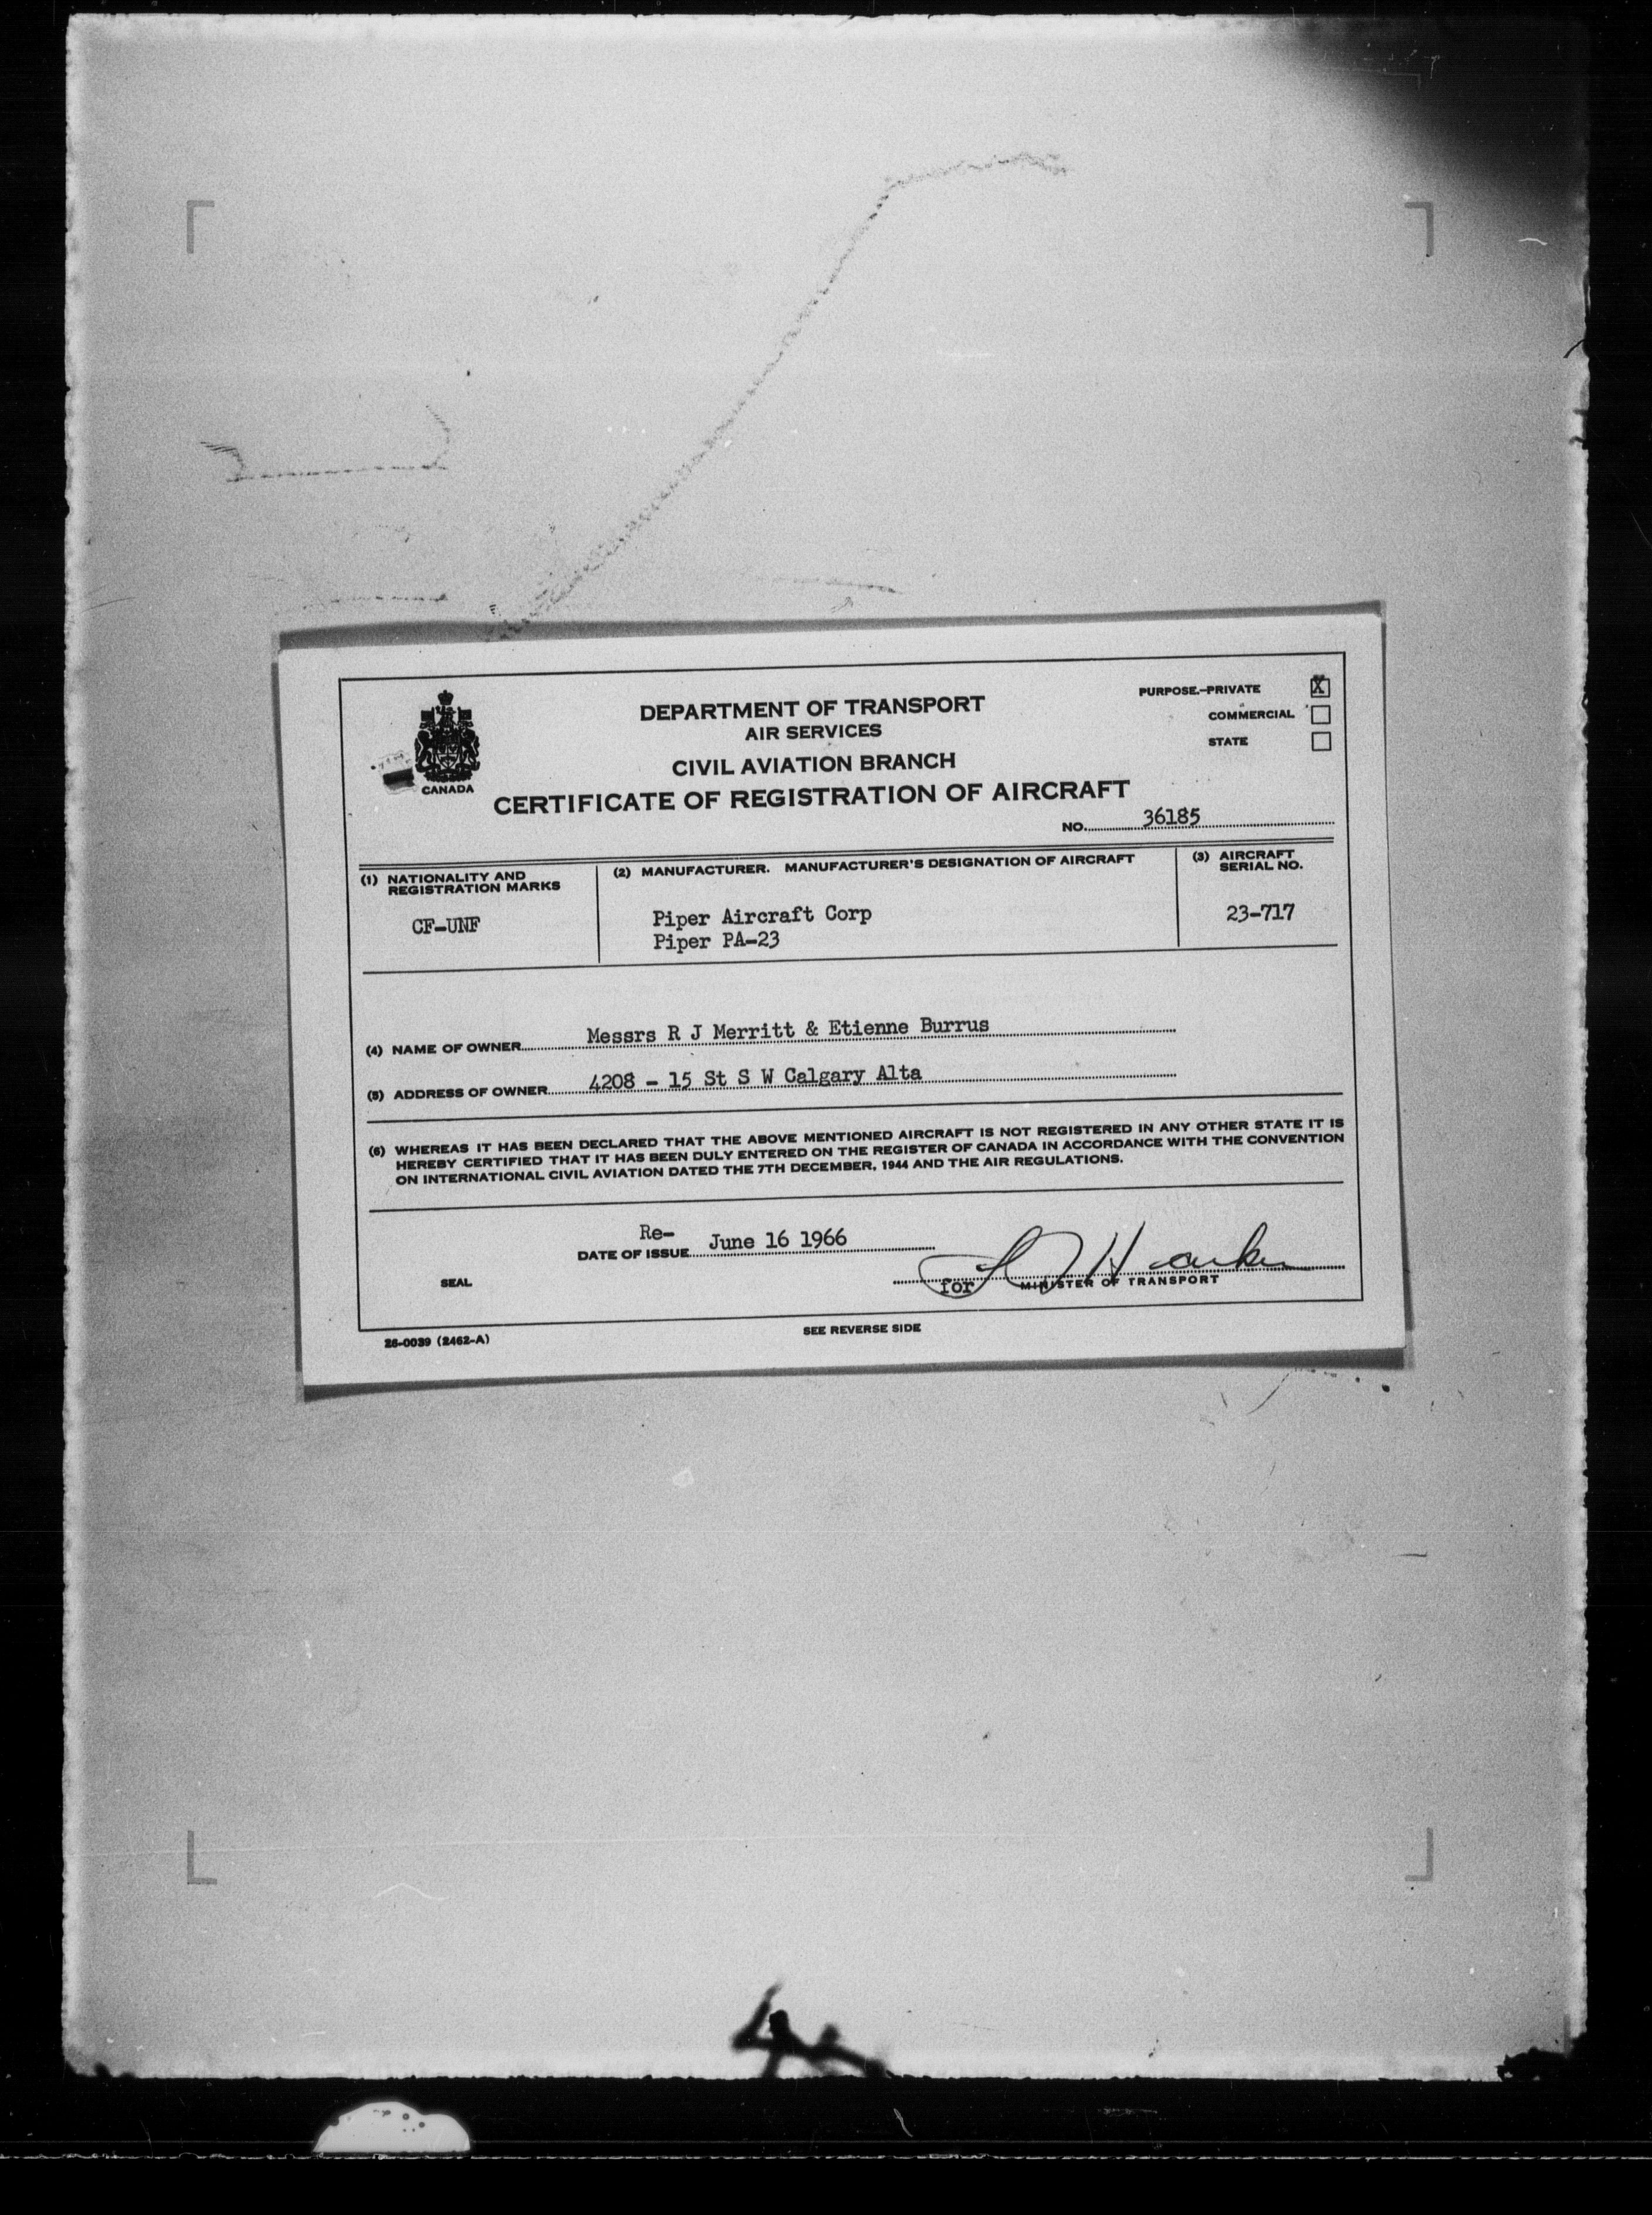 CANADA
DEPARTMENT OF TRANSPORT
AIR SERVICES
CIVIL AVIATION BRANCH
CERTIFICATE OF REGISTRATION OF AIRCRAFT
PURPOSE.—PRIVATE X
COMMERCIAL
STATE
NO. 36185
(1) NATIONALITY AND
REGISTRATION MARKS
CF-UNF
(2) MANUFACTURER. MANUFACTURER'S DESIGNATION OF AIRCRAFT
Piper Aircraft Corp
Piper PA-23
(3) AIRCRAFT
SERIAL NO.
23-717
(4) NAME OF OWNER Messrs R J Merritt & Etienne Burrus
(5) ADDRESS OF OWNER 4208 - 15 St S W Calgary Alta
(6) WHEREAS IT HAS BEEN DECLARED THAT THE ABOVE MENTIONED AIRCRAFT IS NOT REGISTERED IN ANY OTHER STATE IT IS
HEREBY CERTIFIED THAT IT HAS BEEN DULY ENTERED ON THE REGISTER OF CANADA IN ACCORDANCE WITH THE CONVENTION
ON INTERNATIONAL CIVIL AVIATION DATED THE 7TH DECEMBER, 1944 AND THE AIR REGULATIONS.
Re-
DATE OF ISSUE June 16 1966
SEAL
for MINISTER OF TRANSPORT
26-0039 (2462-A)
SEE REVERSE SIDE